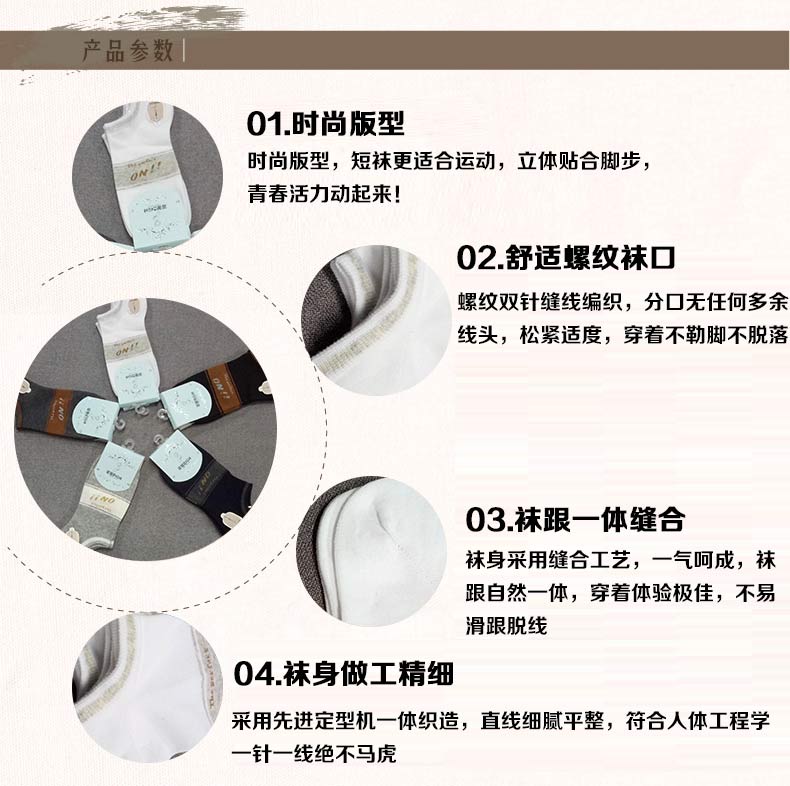 产品参数
01.时尚版型
时尚版型，短袜更适合运动，立体贴合脚步，
青春活力动起来！
02.舒适螺纹袜口
螺纹双针缝线编织，分口无任何多余
线头，松紧适度，穿着不勒脚不脱落
03.袜跟一体缝合
袜身采用缝合工艺，一气呵成，袜
跟自然一体，穿着体验极佳，不易
滑跟脱线
04.袜身做工精细
采用先进定型机一体织造，直线细腻平整，符合人体工程学
一针一线绝不马虎